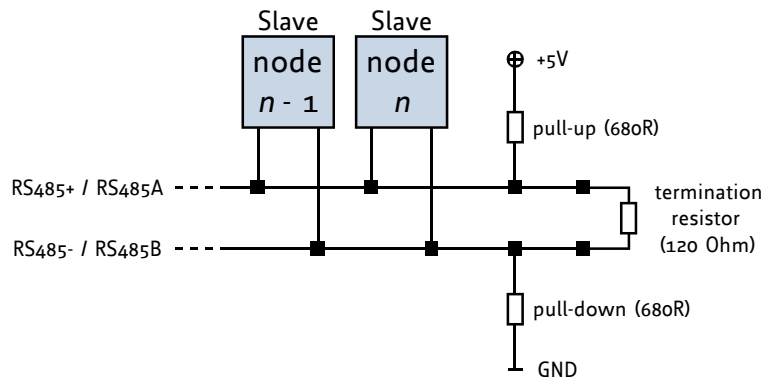 Slave
Slave
node
n - 1
node
n
+5V
pull-up (680R)
RS485+ / RS485A
termination
resistor
(120 Ohm)
RS485- / RS485B
pull-down (680R)
GND